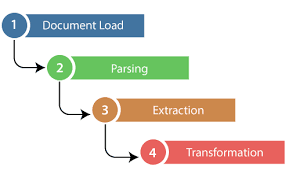 1 Document Load
2 Parsing
3 Extraction
4 Transformation